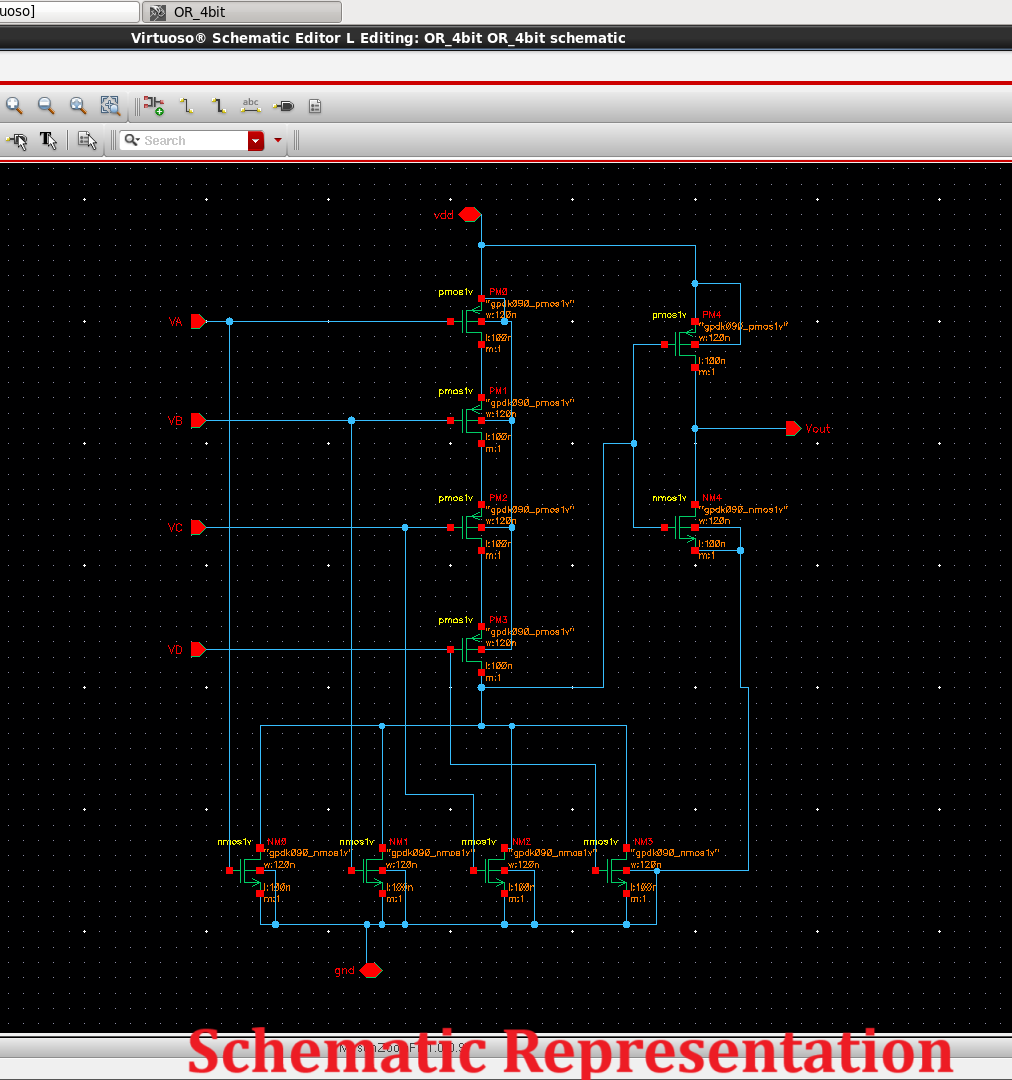 uoso]
OR_4bit
Virtuoso® Schematic Editor L Editing: OR_4bit OR_4bit schematic
abc
Search
vdd
pmos1v
PM0
"gpdk090_pmos1v"
w:120n
l:100n
m:1
VA
pmos1v
PM4
"gpdk090_pmos1v"
w:120n
l:100n
m:1
pmos1v
PM1
"gpdk090_pmos1v"
w:120n
l:100n
m:1
VB
Vout
pmos1v
PM2
"gpdk090_pmos1v"
w:120n
l:100n
m:1
VC
nmos1v
NM4
"gpdk090_nmos1v"
w:120n
l:100n
m:1
pmos1v
PM3
"gpdk090_pmos1v"
w:120n
l:100n
m:1
VD
nmos1v
NM0
"gpdk090_nmos1v"
w:120n
l:100n
m:1
nmos1v
NM1
"gpdk090_nmos1v"
w:120n
l:100n
m:1
nmos1v
NM2
"gpdk090_nmos1v"
w:120n
l:100n
m:1
nmos1v
NM3
"gpdk090_nmos1v"
w:120n
l:100n
m:1
gnd
Schematic Representation